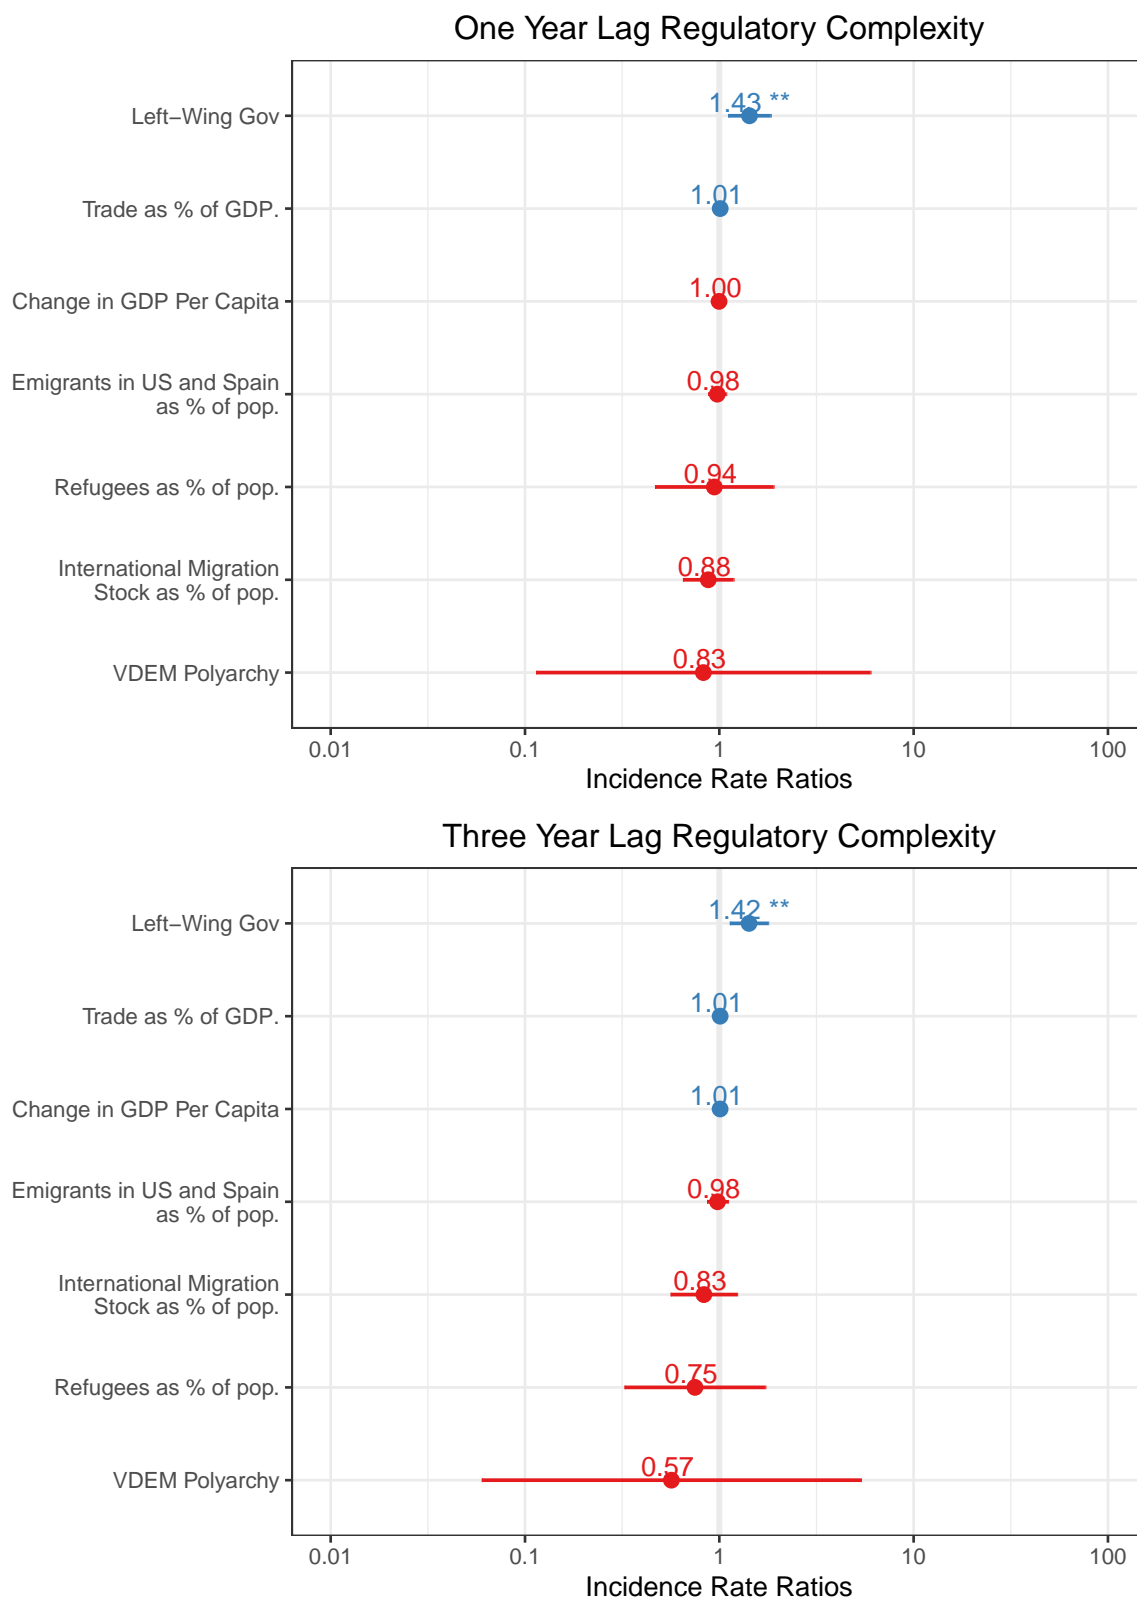 One Year Lag Regulatory Complexity
Left−Wing Gov
1.43 **
Trade as % of GDP.
1.01
Change in GDP Per Capita
1.00
Emigrants in US and Spain
as % of pop.
0.98
Refugees as % of pop.
0.94
International Migration
Stock as % of pop.
0.88
VDEM Polyarchy
0.83
0.01 0.1 1 10 100
Incidence Rate Ratios
Three Year Lag Regulatory Complexity
Left−Wing Gov
1.42 **
Trade as % of GDP.
1.01
Change in GDP Per Capita
1.01
Emigrants in US and Spain
as % of pop.
0.98
International Migration
Stock as % of pop.
0.83
Refugees as % of pop.
0.75
VDEM Polyarchy
0.57
0.01 0.1 1 10 100
Incidence Rate Ratios